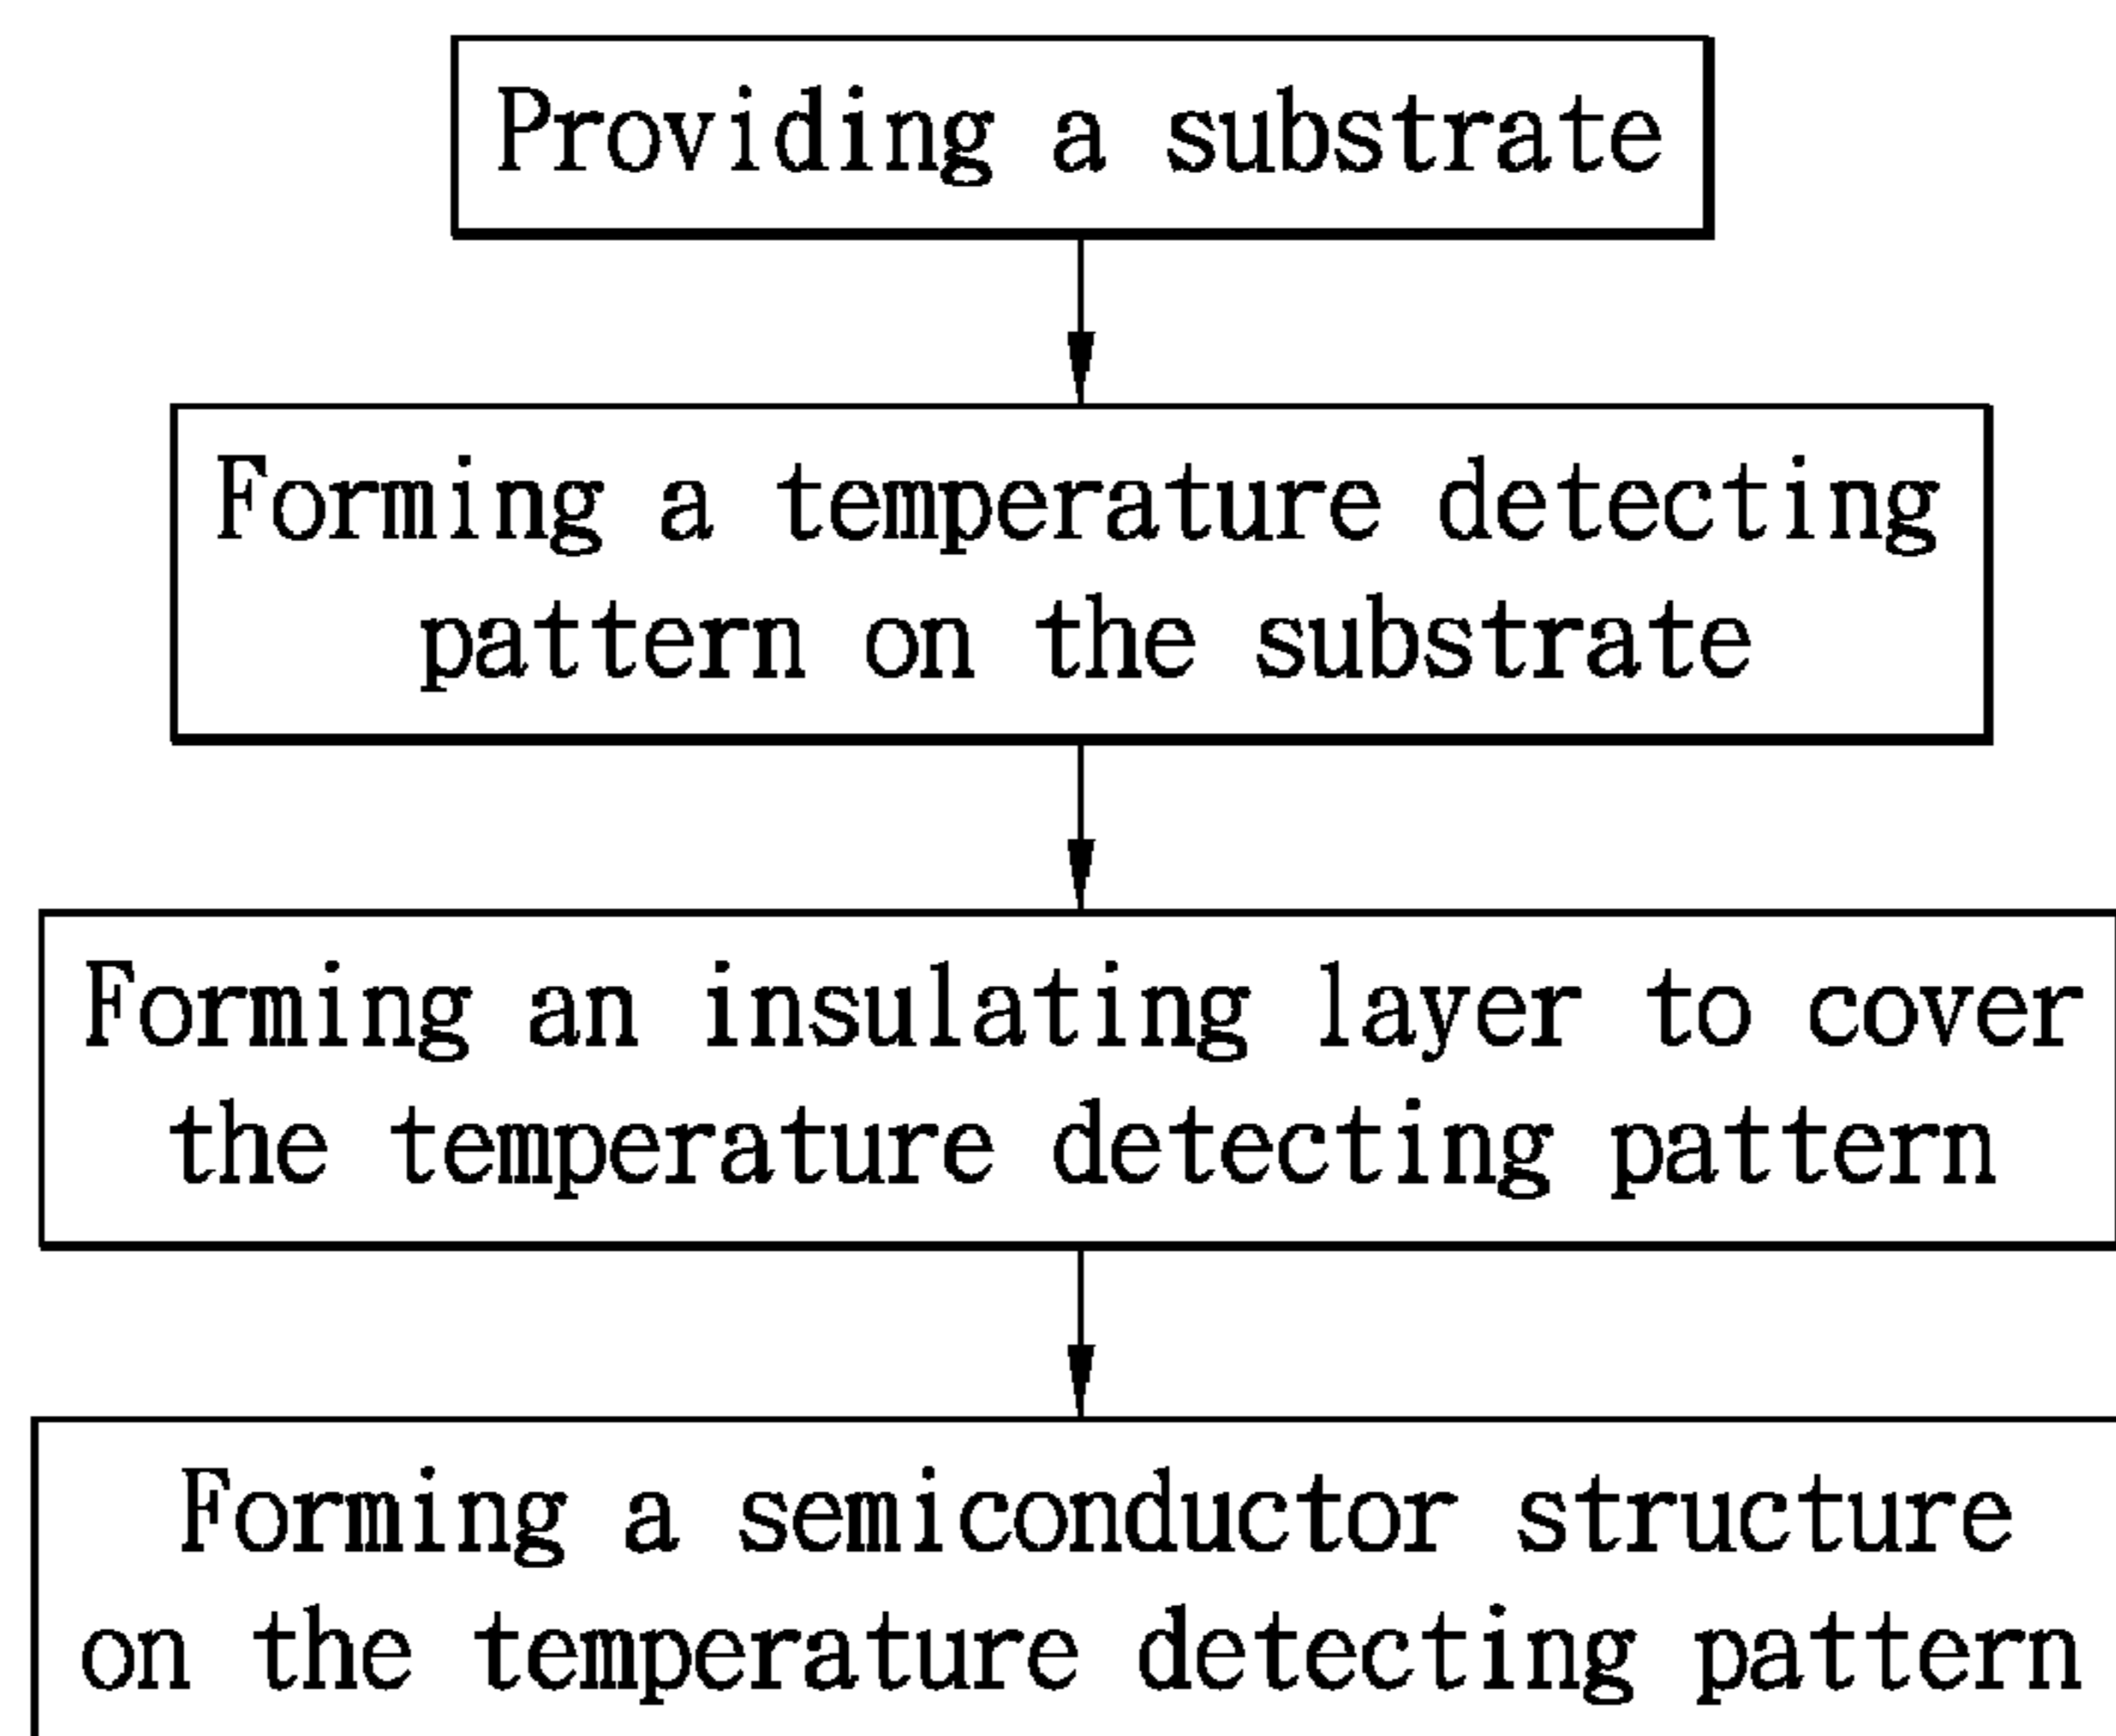 Providing a substrate
Forming a temperature detecting
pattern on the substrate
Forming an insulating layer to cover
the temperature detecting pattern
Forming a semiconductor structure
on the temperature detecting pattern